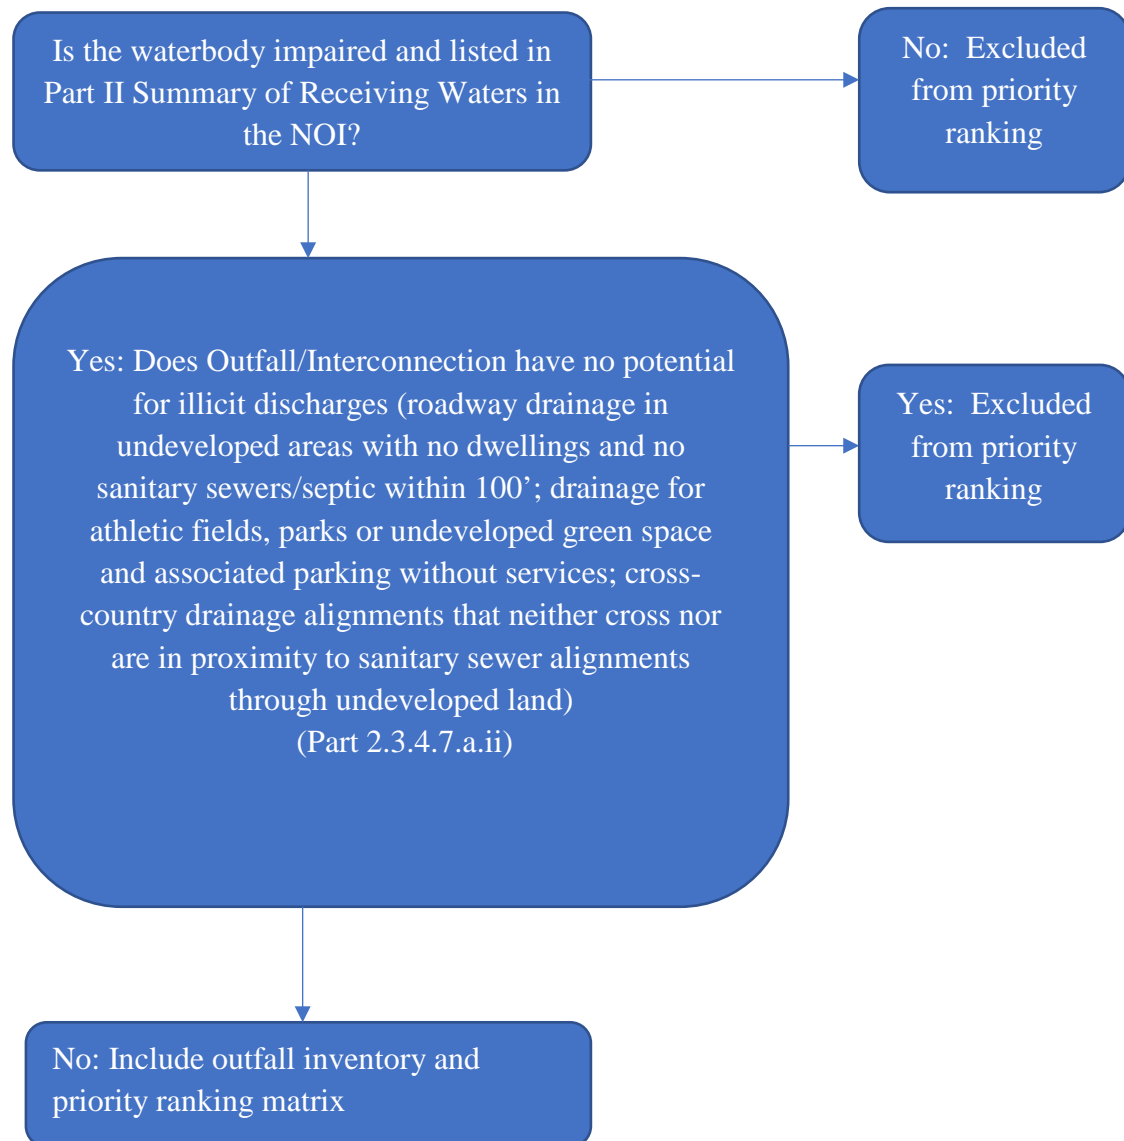 Is the waterbody impaired and listed in
Part II Summary of Receiving Waters in
the NOI?
No:  Excluded
from priority
ranking
Yes: Does Outfall/Interconnection have no potential
for illicit discharges (roadway drainage in
undeveloped areas with no dwellings and no
sanitary sewers/septic within 100’; drainage for
athletic fields, parks or undeveloped green space
and associated parking without services; cross-
country drainage alignments that neither cross nor
are in proximity to sanitary sewer alignments
through undeveloped land)
(Part 2.3.4.7.a.ii)
Yes:  Excluded
from priority
ranking
No: Include outfall inventory and
priority ranking matrix